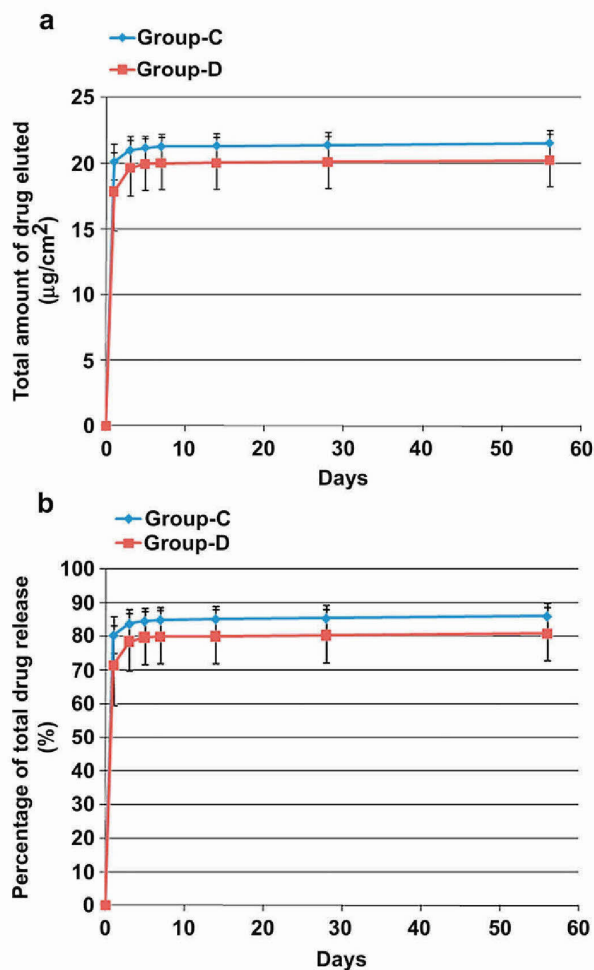 a
Group-C
Group-D
25
20
15
10
5
0
Total amount of drug eluted
(µg/cm²)
0 10 20 30 40 50 60
Days
b
Group-C
Group-D
100
90
80
70
60
50
40
30
20
10
0
Percentage of total drug release
(%)
0 10 20 30 40 50 60
Days